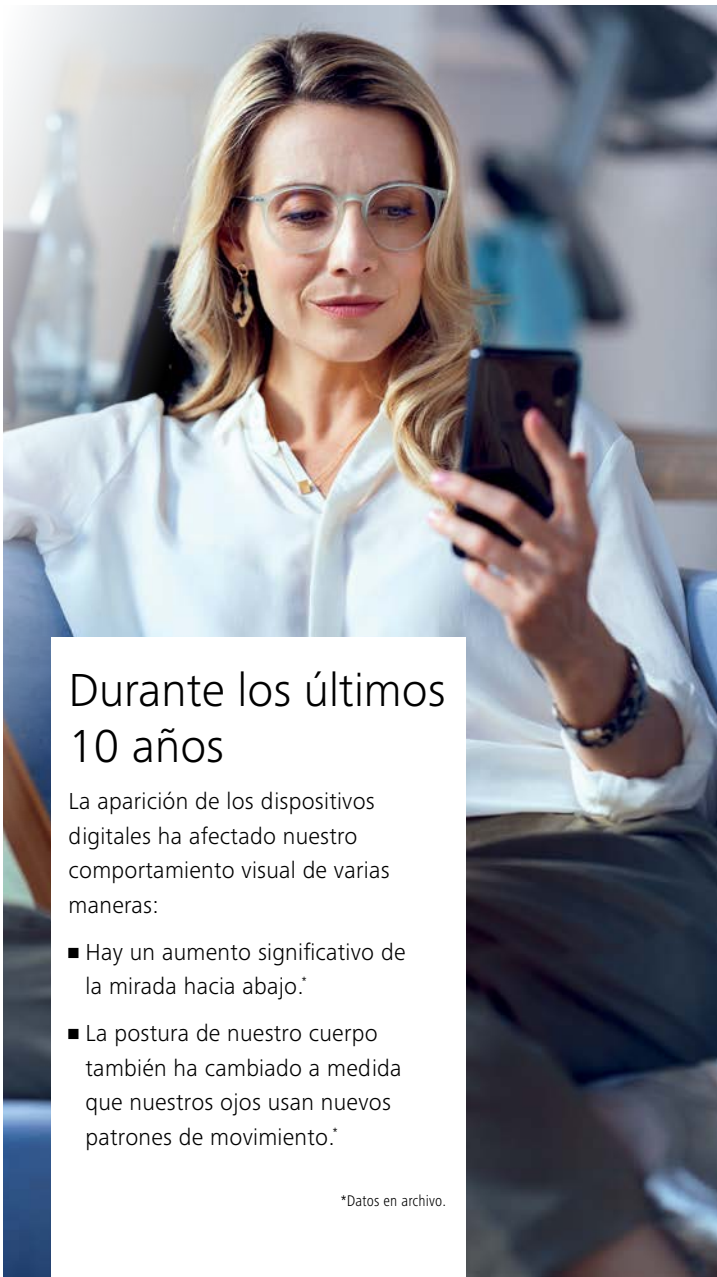 Durante los últimos
10 años
La aparición de los dispositivos
digitales ha afectado nuestro
comportamiento visual de varias
maneras:
■ Hay un aumento significativo de
la mirada hacia abajo.*
■ La postura de nuestro cuerpo
también ha cambiado a medida
que nuestros ojos usan nuevos
patrones de movimiento.*
*Datos en archivo.